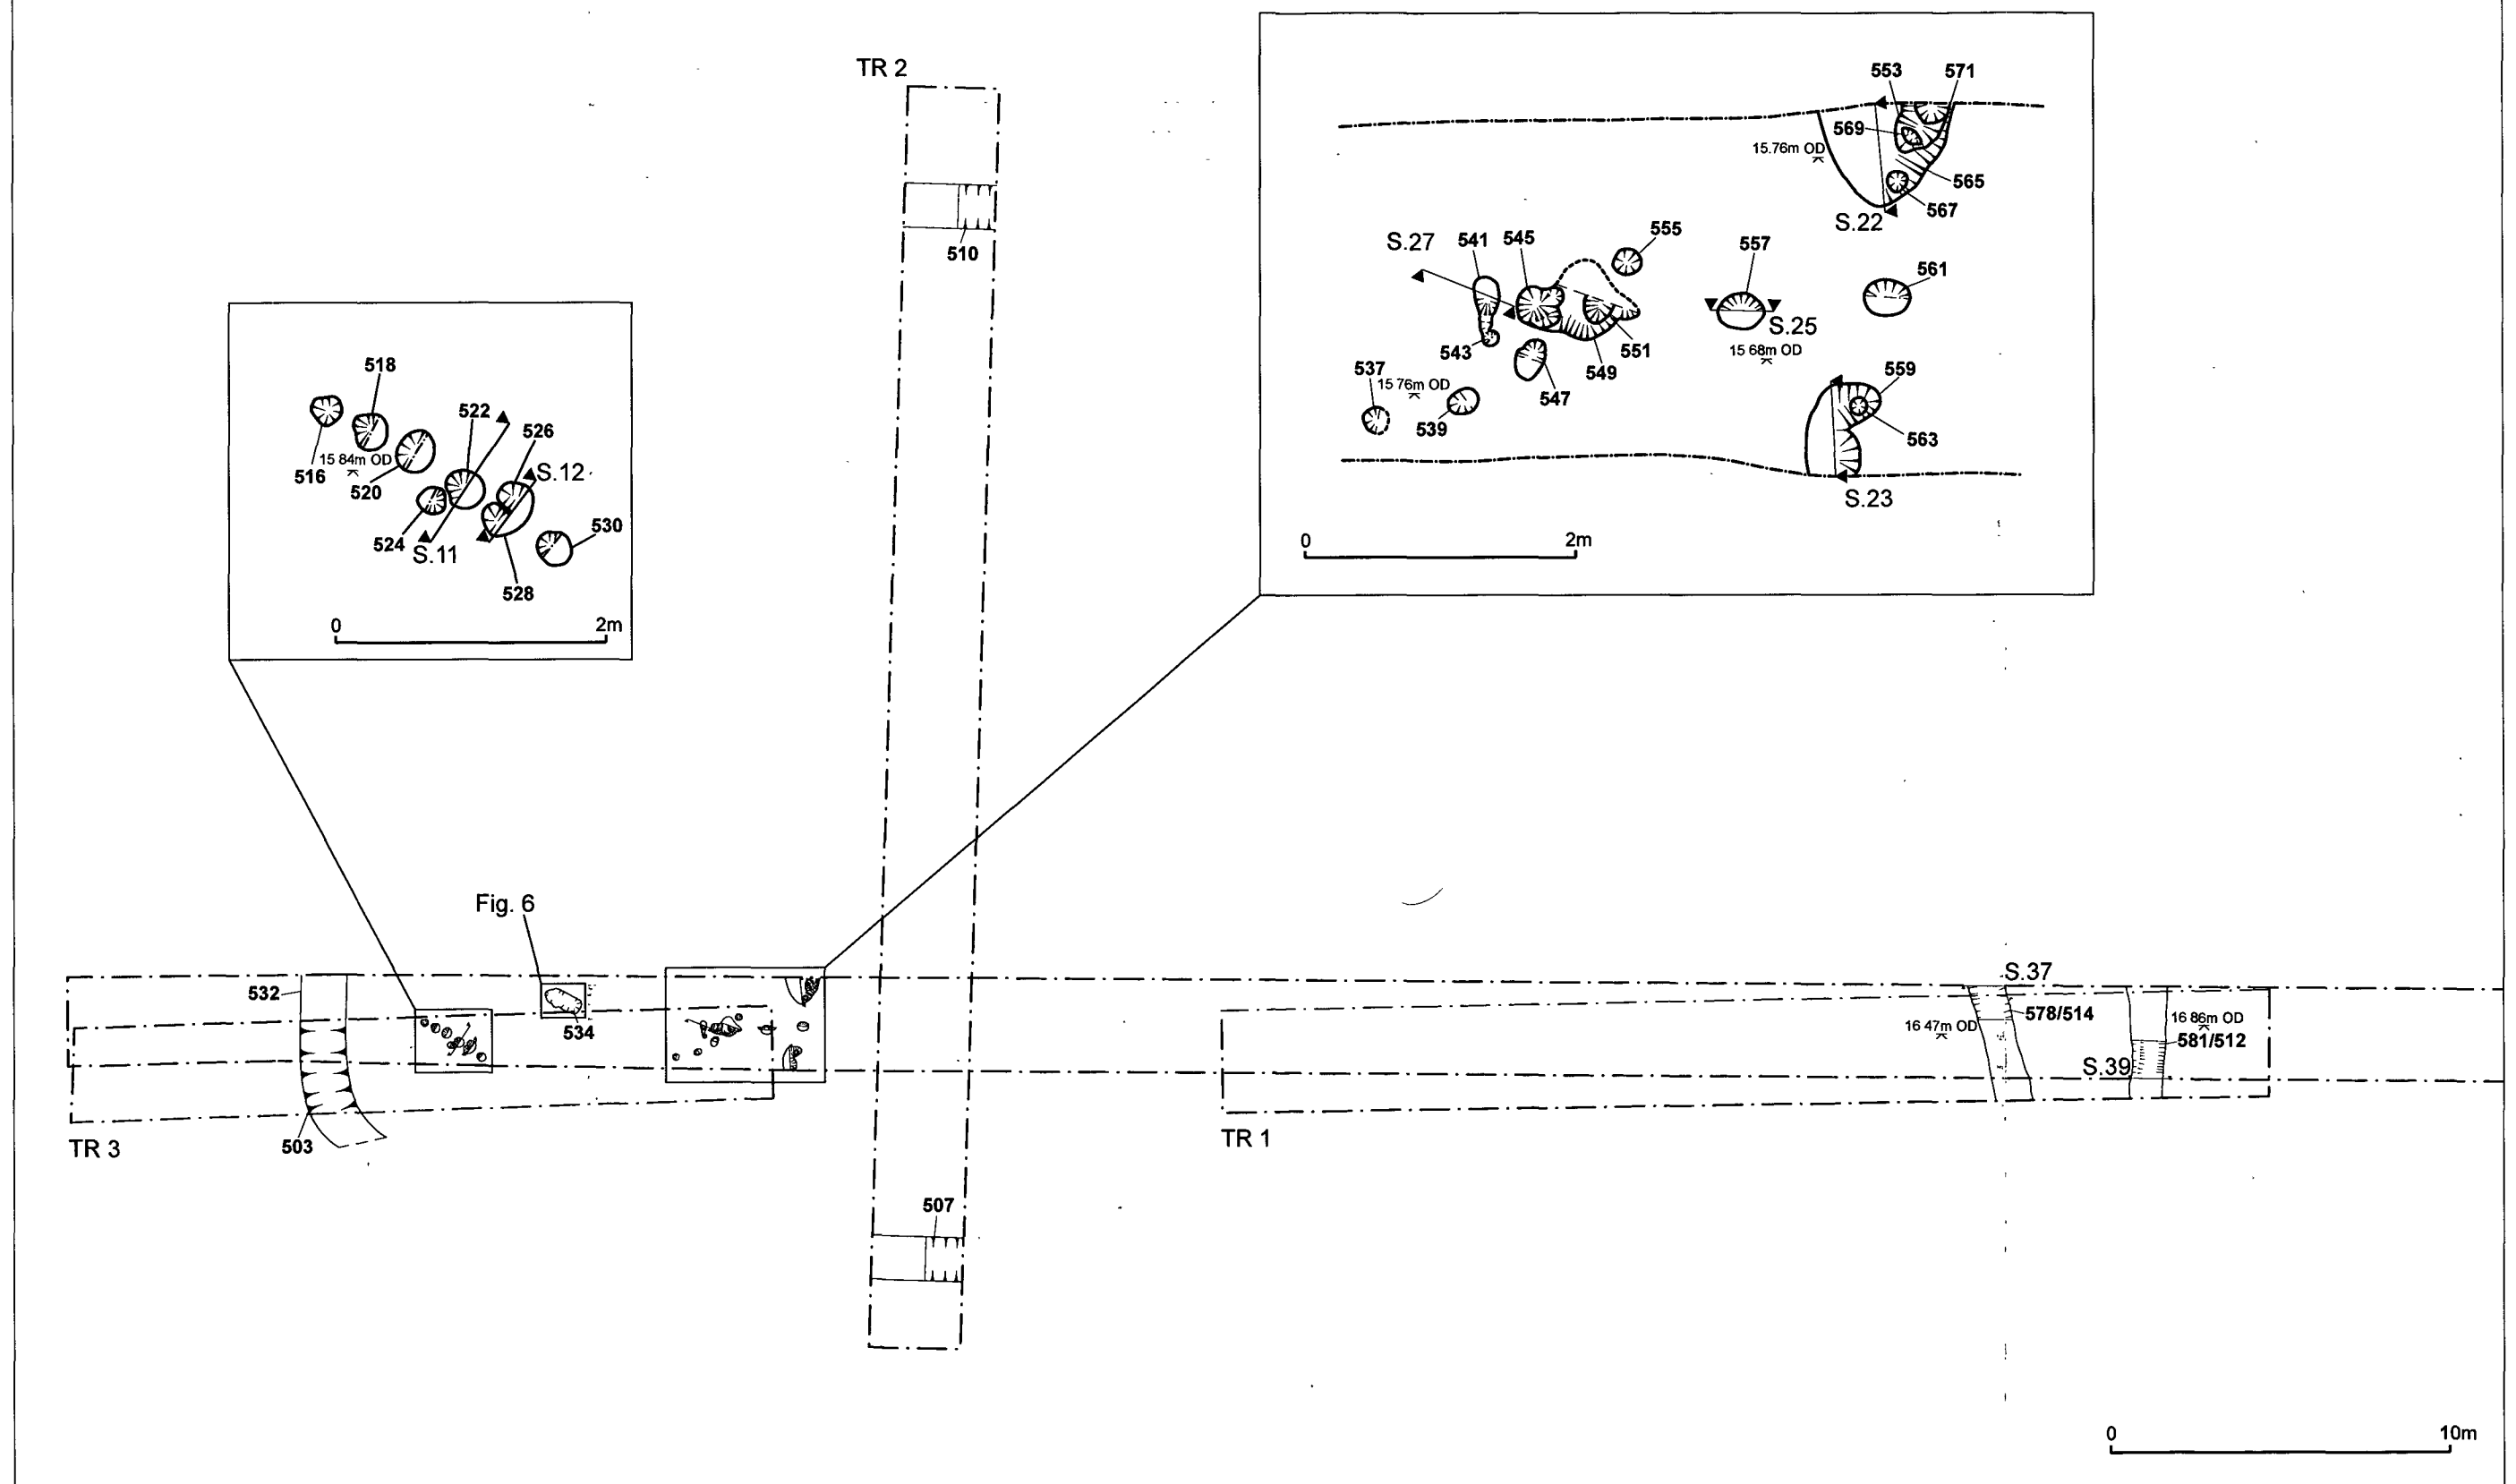 TR 2
510
553 571
569
15.76m OD
565
567
S.22
S.27 541 545 555
557
561
S.25
15 68m OD
543 551
549
537
15 76m OD
547
539
559
563
S.23
0 2m
518
522
526
S.12
15 84m OD
516 520
530
524 S.11
528
0 2m
Fig. 6
532
534
503
TR 3
507
TR 1
S.37
578/514
16 47m OD
16 86m OD
581/512
S.39
0 10m